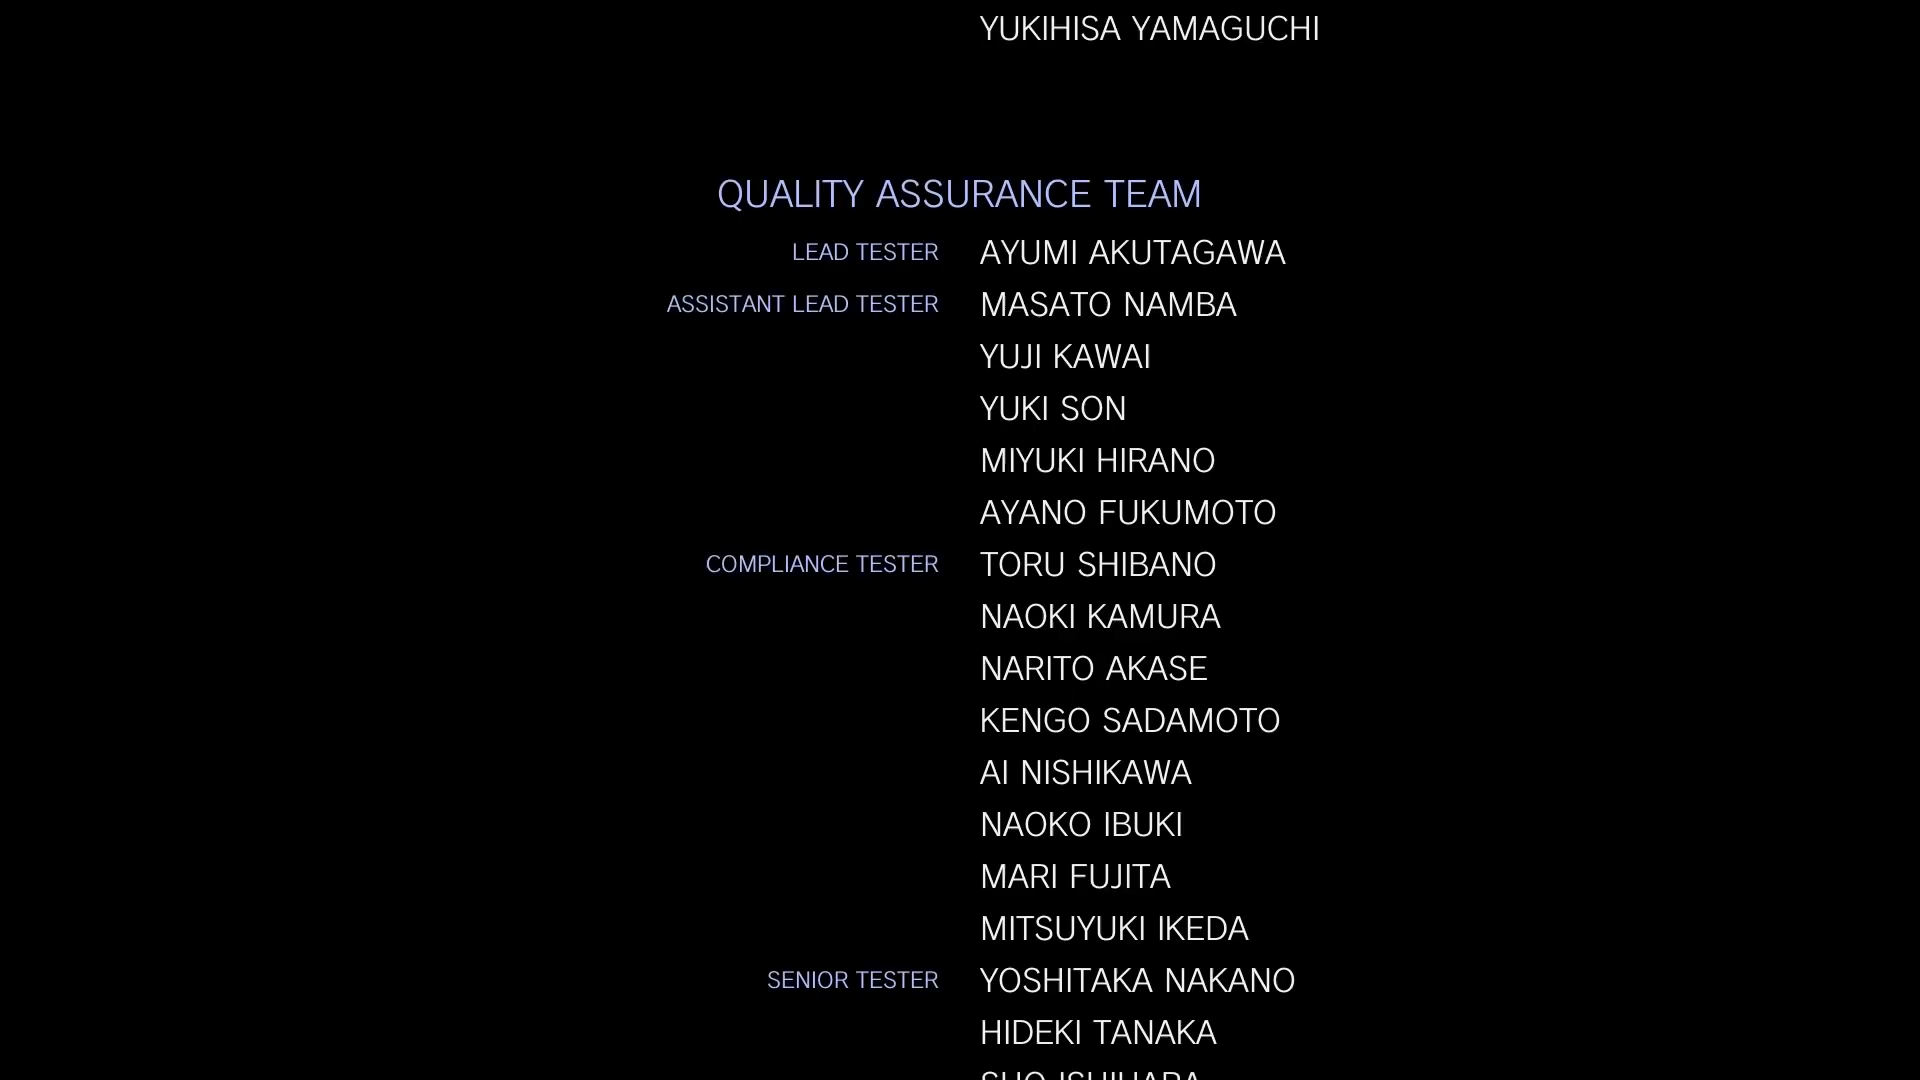 YUKIHISA YAMAGUCHI
QUALITY ASSURANCE TEAM
LEAD TESTER AYUMI AKUTAGAWA
ASSISTANT LEAD TESTER MASATO NAMBA
YUJI KAWAI
YUKI SON
MIYUKI HIRANO
AYANO FUKUMOTO
COMPLIANCE TESTER TORU SHIBANO
NAOKI KAMURA
NARITO AKASE
KENGO SADAMOTO
AI NISHIKAWA
NAOKO IBUKI
MARI FUJITA
MITSUYUKI IKEDA
SENIOR TESTER YOSHITAKA NAKANO
HIDEKI TANAKA